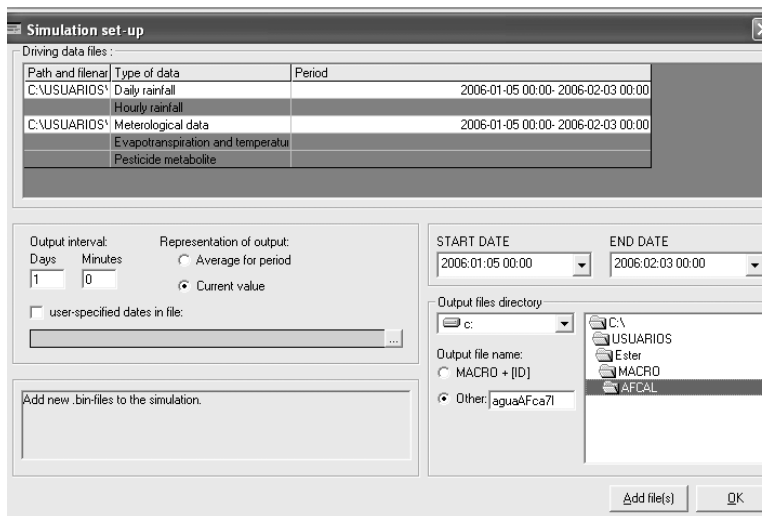 Simulation set-up
Driving data files :
Path and filenar Type of data Period
C:\USUARIOS\ Daily rainfall 2006-01-05 00:00- 2006-02-03 00:00
Hourly rainfall
C:\USUARIOS\ Meterological data 2006-01-05 00:00- 2006-02-03 00:00
Evapotranspiration and temperatu
Pesticide metabolite
Output interval:
Days Minutes
1 0
Representation of output:
Average for period
Current value
user-specified dates in file:
...
Add new .bin-files to the simulation.
START DATE END DATE
2006:01:05 00:00 2006:02:03 00:00
Output files directory
c:
Output file name:
MACRO + [ID]
Other: aguaAFca7l
C:\
USUARIOS
Ester
MACRO
AFCAL
Add file(s) OK